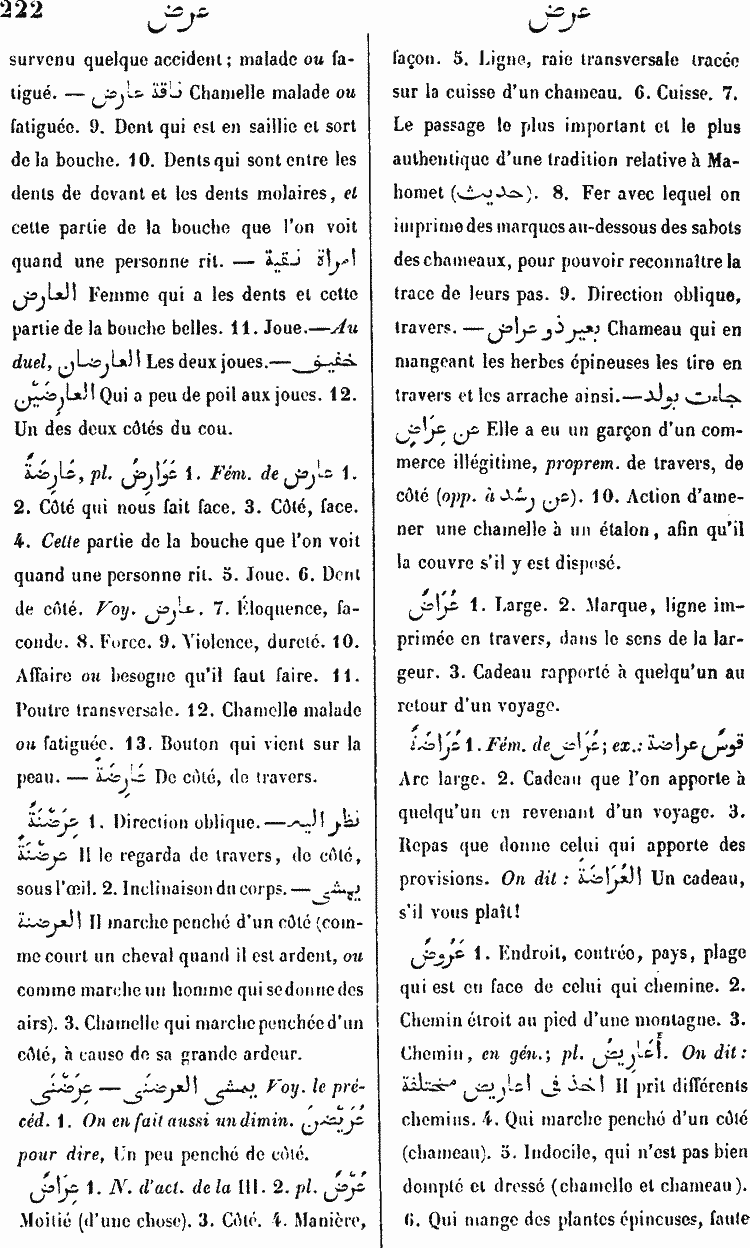 222
عرض
عرض
survenu quelque accident; malade ou fa-
tigué. — ناقة عارض Chamelle malade ou
fatiguée. 9. Dent qui est en saillie et sort
de la bouche. 10. Dents qui sont entre les
dents de devant et les dents molaires, et
cette partie de la bouche que l'on voit
quand une personne rit. — امراة نقية
العارض Femme qui a les dents et cette
partie de la bouche belles. 11. Joue.—Au
duel, العارضان Les deux joues.—خفيف
العارِضَيْن Qui a peu de poil aux joues. 12.
Un des deux côtés du cou.
عَارِضَةٌ, pl. عَوَارِضُ 1. Fém. de عارض 1.
2. Côté qui nous fait face. 3. Côté, face.
4. Cette partie de la bouche que l'on voit
quand une personne rit. 5. Joue. 6. Dent
de côté. Voy. عارض. 7. Éloquence, fa-
conde. 8. Force. 9. Violence, dureté. 10.
Affaire ou besogne qu'il faut faire. 11.
Poutre transversale. 12. Chamelle malade
ou fatiguée. 13. Bouton qui vient sur la
peau. — عَارِضَةً De côté, de travers.
عِرَضْنَةٌ 1. Direction oblique.—نظر اليه
عرضْنَةً Il le regarda de travers, de côté,
sous l'œil. 2. Inclinaison du corps. — يمشى
العرضنة Il marche penché d'un côté (com-
me court un cheval quand il est ardent, ou
comme marche un homme qui se donne des
airs). 3. Chamelle qui marche penchée d'un
côté, à cause de sa grande ardeur.
عِرَضْنَى — يمشى العرضنى Voy. le pré-
céd. 1. On en fait aussi un dimin. عُرَيْضِنَ
pour dire, Un peu penché de côté.
عِرَاضٌ 1. N. d'act. de la III. 2. pl. عُرْضٌ
Moitié (d'une chose). 3. Côté. 4. Manière,
façon. 5. Ligne, raie transversale tracée
sur la cuisse d'un chameau. 6. Cuisse. 7.
Le passage le plus important et le plus
authentique d'une tradition relative à Ma-
homet (حديث). 8. Fer avec lequel on
imprime des marques au-dessous des sabots
des chameaux, pour pouvoir reconnaître la
trace de leurs pas. 9. Direction oblique,
travers. — بعير ذو عراض Chameau qui en
mangeant les herbes épineuses les tire en
travers et les arrache ainsi.—جاءت بولد
عن عِرَاضٍ Elle a eu un garçon d'un com-
merce illégitime, proprem. de travers, de
côté (opp. à عن رشد). 10. Action d'ame-
ner une chamelle à un étalon, afin qu'il
la couvre s'il y est disposé.
عُرَاضٌ 1. Large. 2. Marque, ligne im-
primée en travers, dans le sens de la lar-
geur. 3. Cadeau rapporté à quelqu'un au
retour d'un voyage.
عُرَاضَةٌ 1. Fém. de عُرَاض; ex.: قوس عراضة
Arc large. 2. Cadeau que l'on apporte à
quelqu'un en revenant d'un voyage. 3.
Repas que donne celui qui apporte des
provisions. On dit: العُرَاضَةَ Un cadeau,
s'il vous plaît!
عَرُوضٌ 1. Endroit, contrée, pays, plage
qui est en face de celui qui chemine. 2.
Chemin étroit au pied d'une montagne. 3.
Chemin, en gén.; pl. أَعَارِيضُ. On dit:
اخذ فى اعاريض مختلفة Il prit différents
chemins. 4. Qui marche penché d'un côté
(chameau). 5. Indocile, qui n'est pas bien
dompté et dressé (chamelle et chameau).
6. Qui mange des plantes épineuses, faute